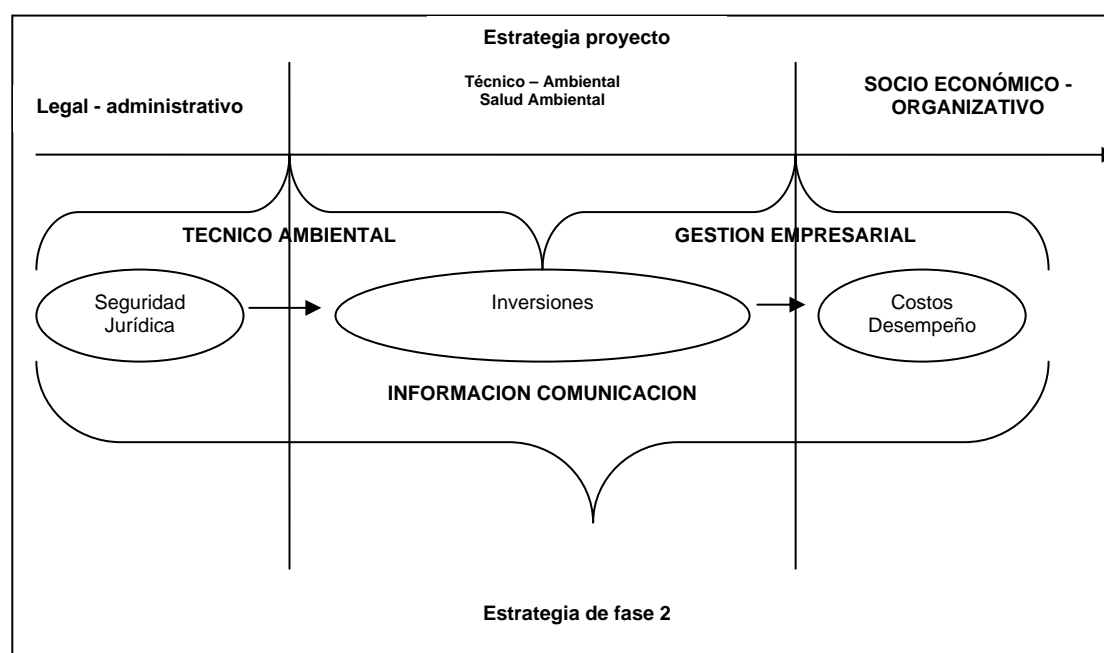 Estrategia proyecto
Legal - administrativo
Técnico – Ambiental
Salud Ambiental
SOCIO ECONÓMICO -
ORGANIZATIVO
TECNICO AMBIENTAL
GESTION EMPRESARIAL
Seguridad
Jurídica
Inversiones
Costos
Desempeño
INFORMACION COMUNICACION
Estrategia de fase 2